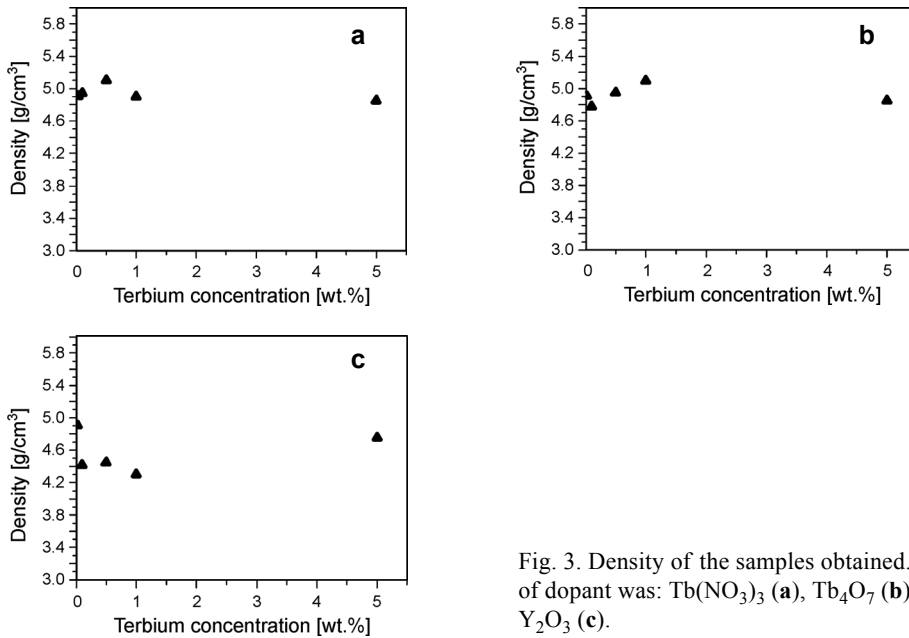 a
5.8
5.4
5.0
4.6
4.2
3.8
3.4
3.0
Density [g/cm³]
0 1 2 3 4 5
Terbium concentration [wt.%]
b
5.8
5.4
5.0
4.6
4.2
3.8
3.4
3.0
Density [g/cm³]
0 1 2 3 4 5
Terbium concentration [wt.%]
c
5.8
5.4
5.0
4.6
4.2
3.8
3.4
3.0
Density [g/cm³]
0 1 2 3 4 5
Terbium concentration [wt.%]
Fig. 3. Density of the samples obtained.
of dopant was: Tb(NO₃)₃ (a), Tb₄O₇ (b)
Y₂O₃ (c).